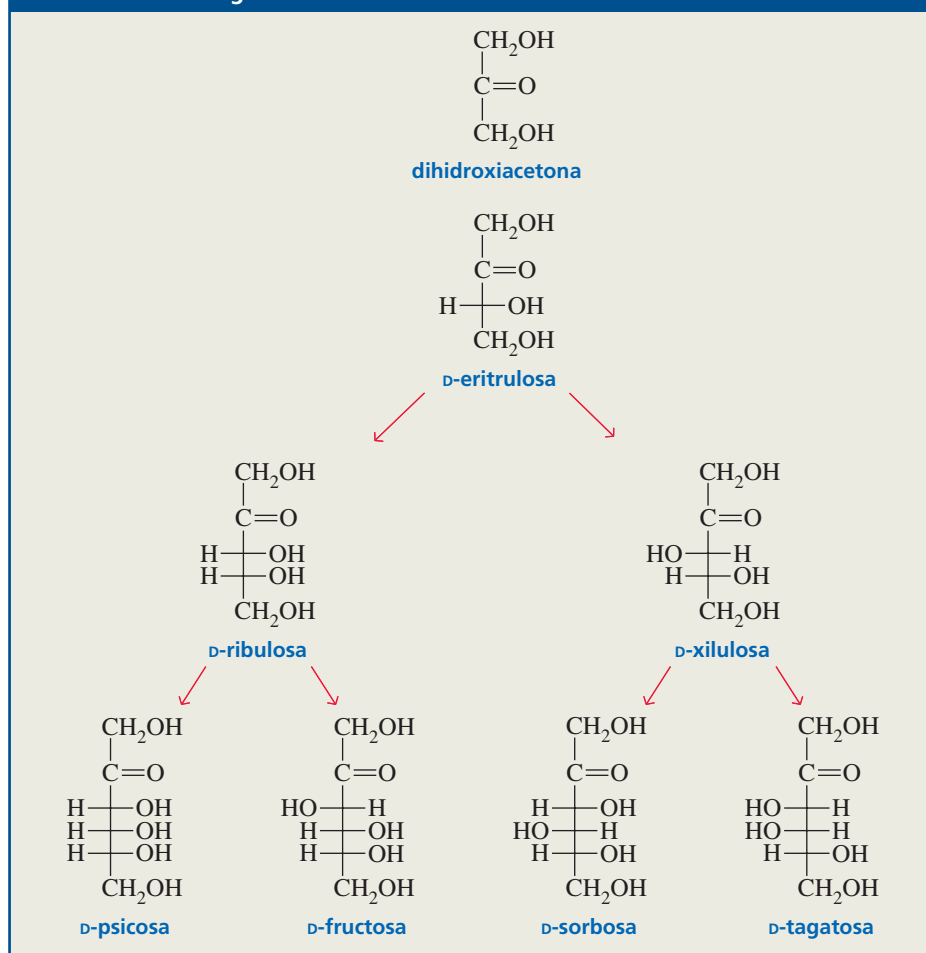 CH₂OH
C=O
CH₂OH
dihidroxiacetona
CH₂OH
C=O
H OH
CH₂OH
D-eritrulosa
CH₂OH
C=O
H OH
H OH
CH₂OH
D-ribulosa
CH₂OH
C=O
HO H
H OH
CH₂OH
D-xilulosa
CH₂OH
C=O
H OH
H OH
H OH
CH₂OH
D-psicosa
CH₂OH
C=O
HO H
H OH
H OH
CH₂OH
D-fructosa
CH₂OH
C=O
H OH
HO H
H OH
CH₂OH
D-sorbosa
CH₂OH
C=O
HO H
HO H
H OH
CH₂OH
D-tagatosa